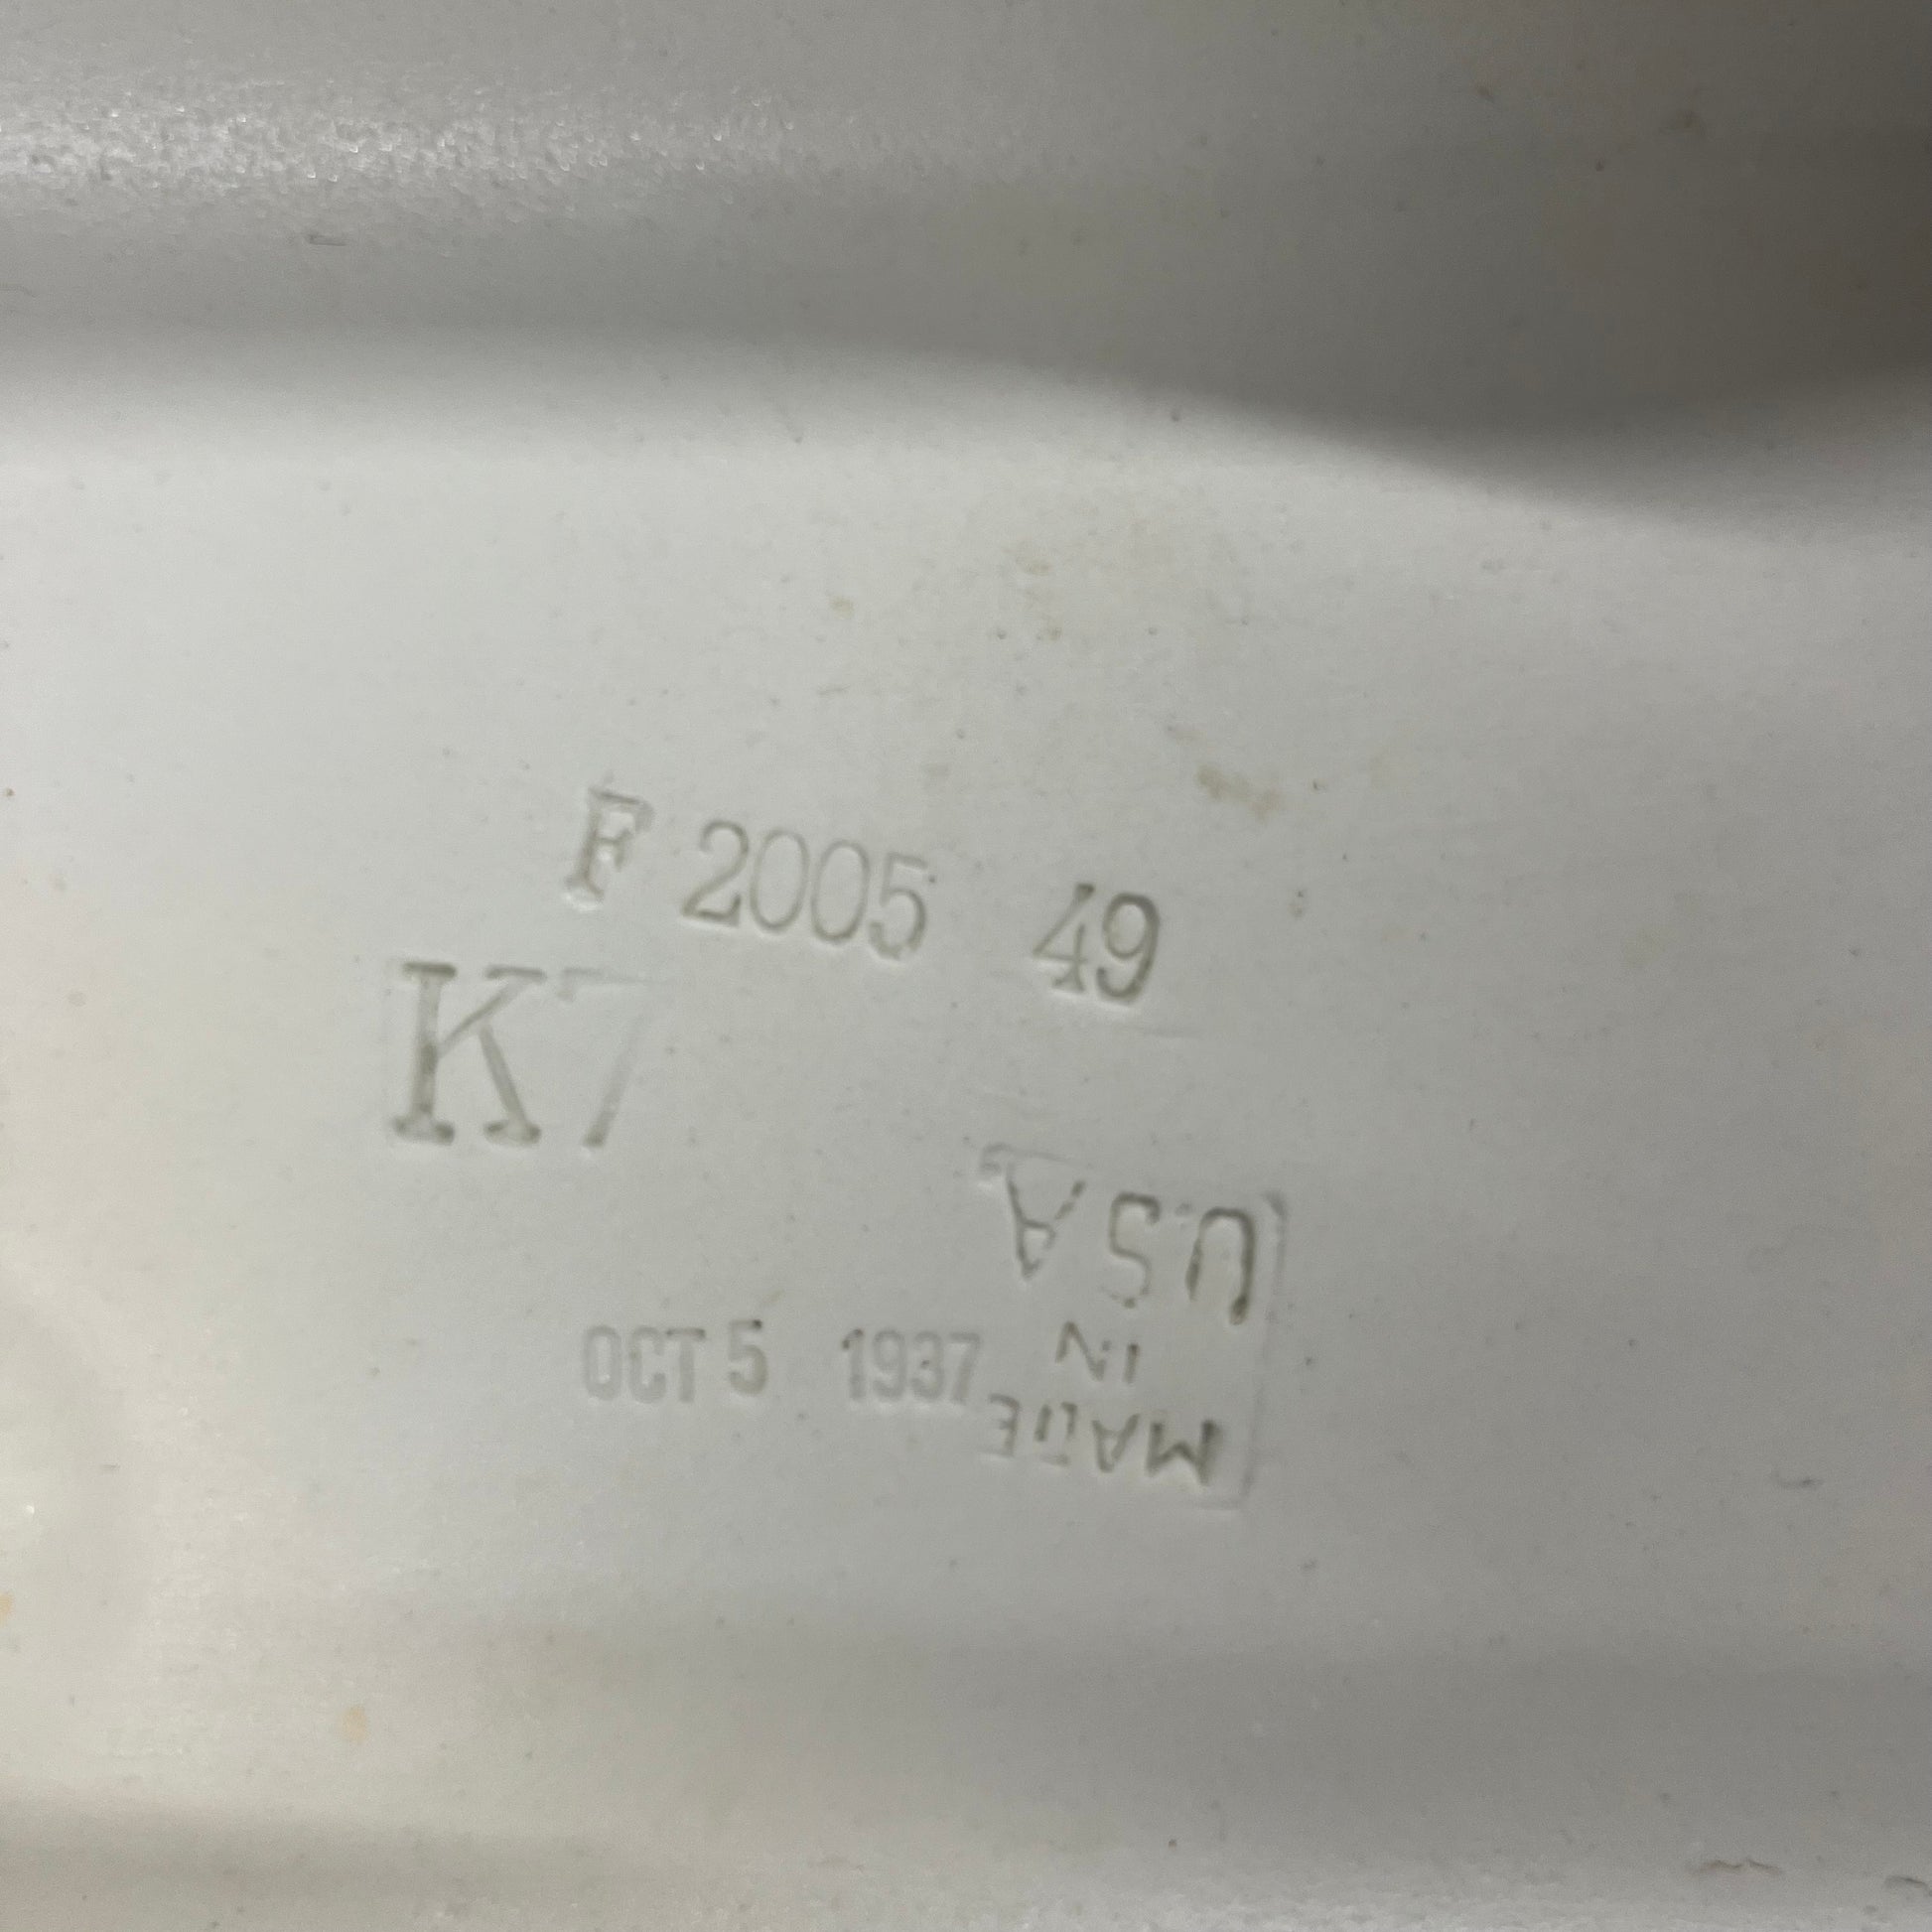 F 2005 49
K7
OCT 5 1937
MADE
IN
U.S.A.